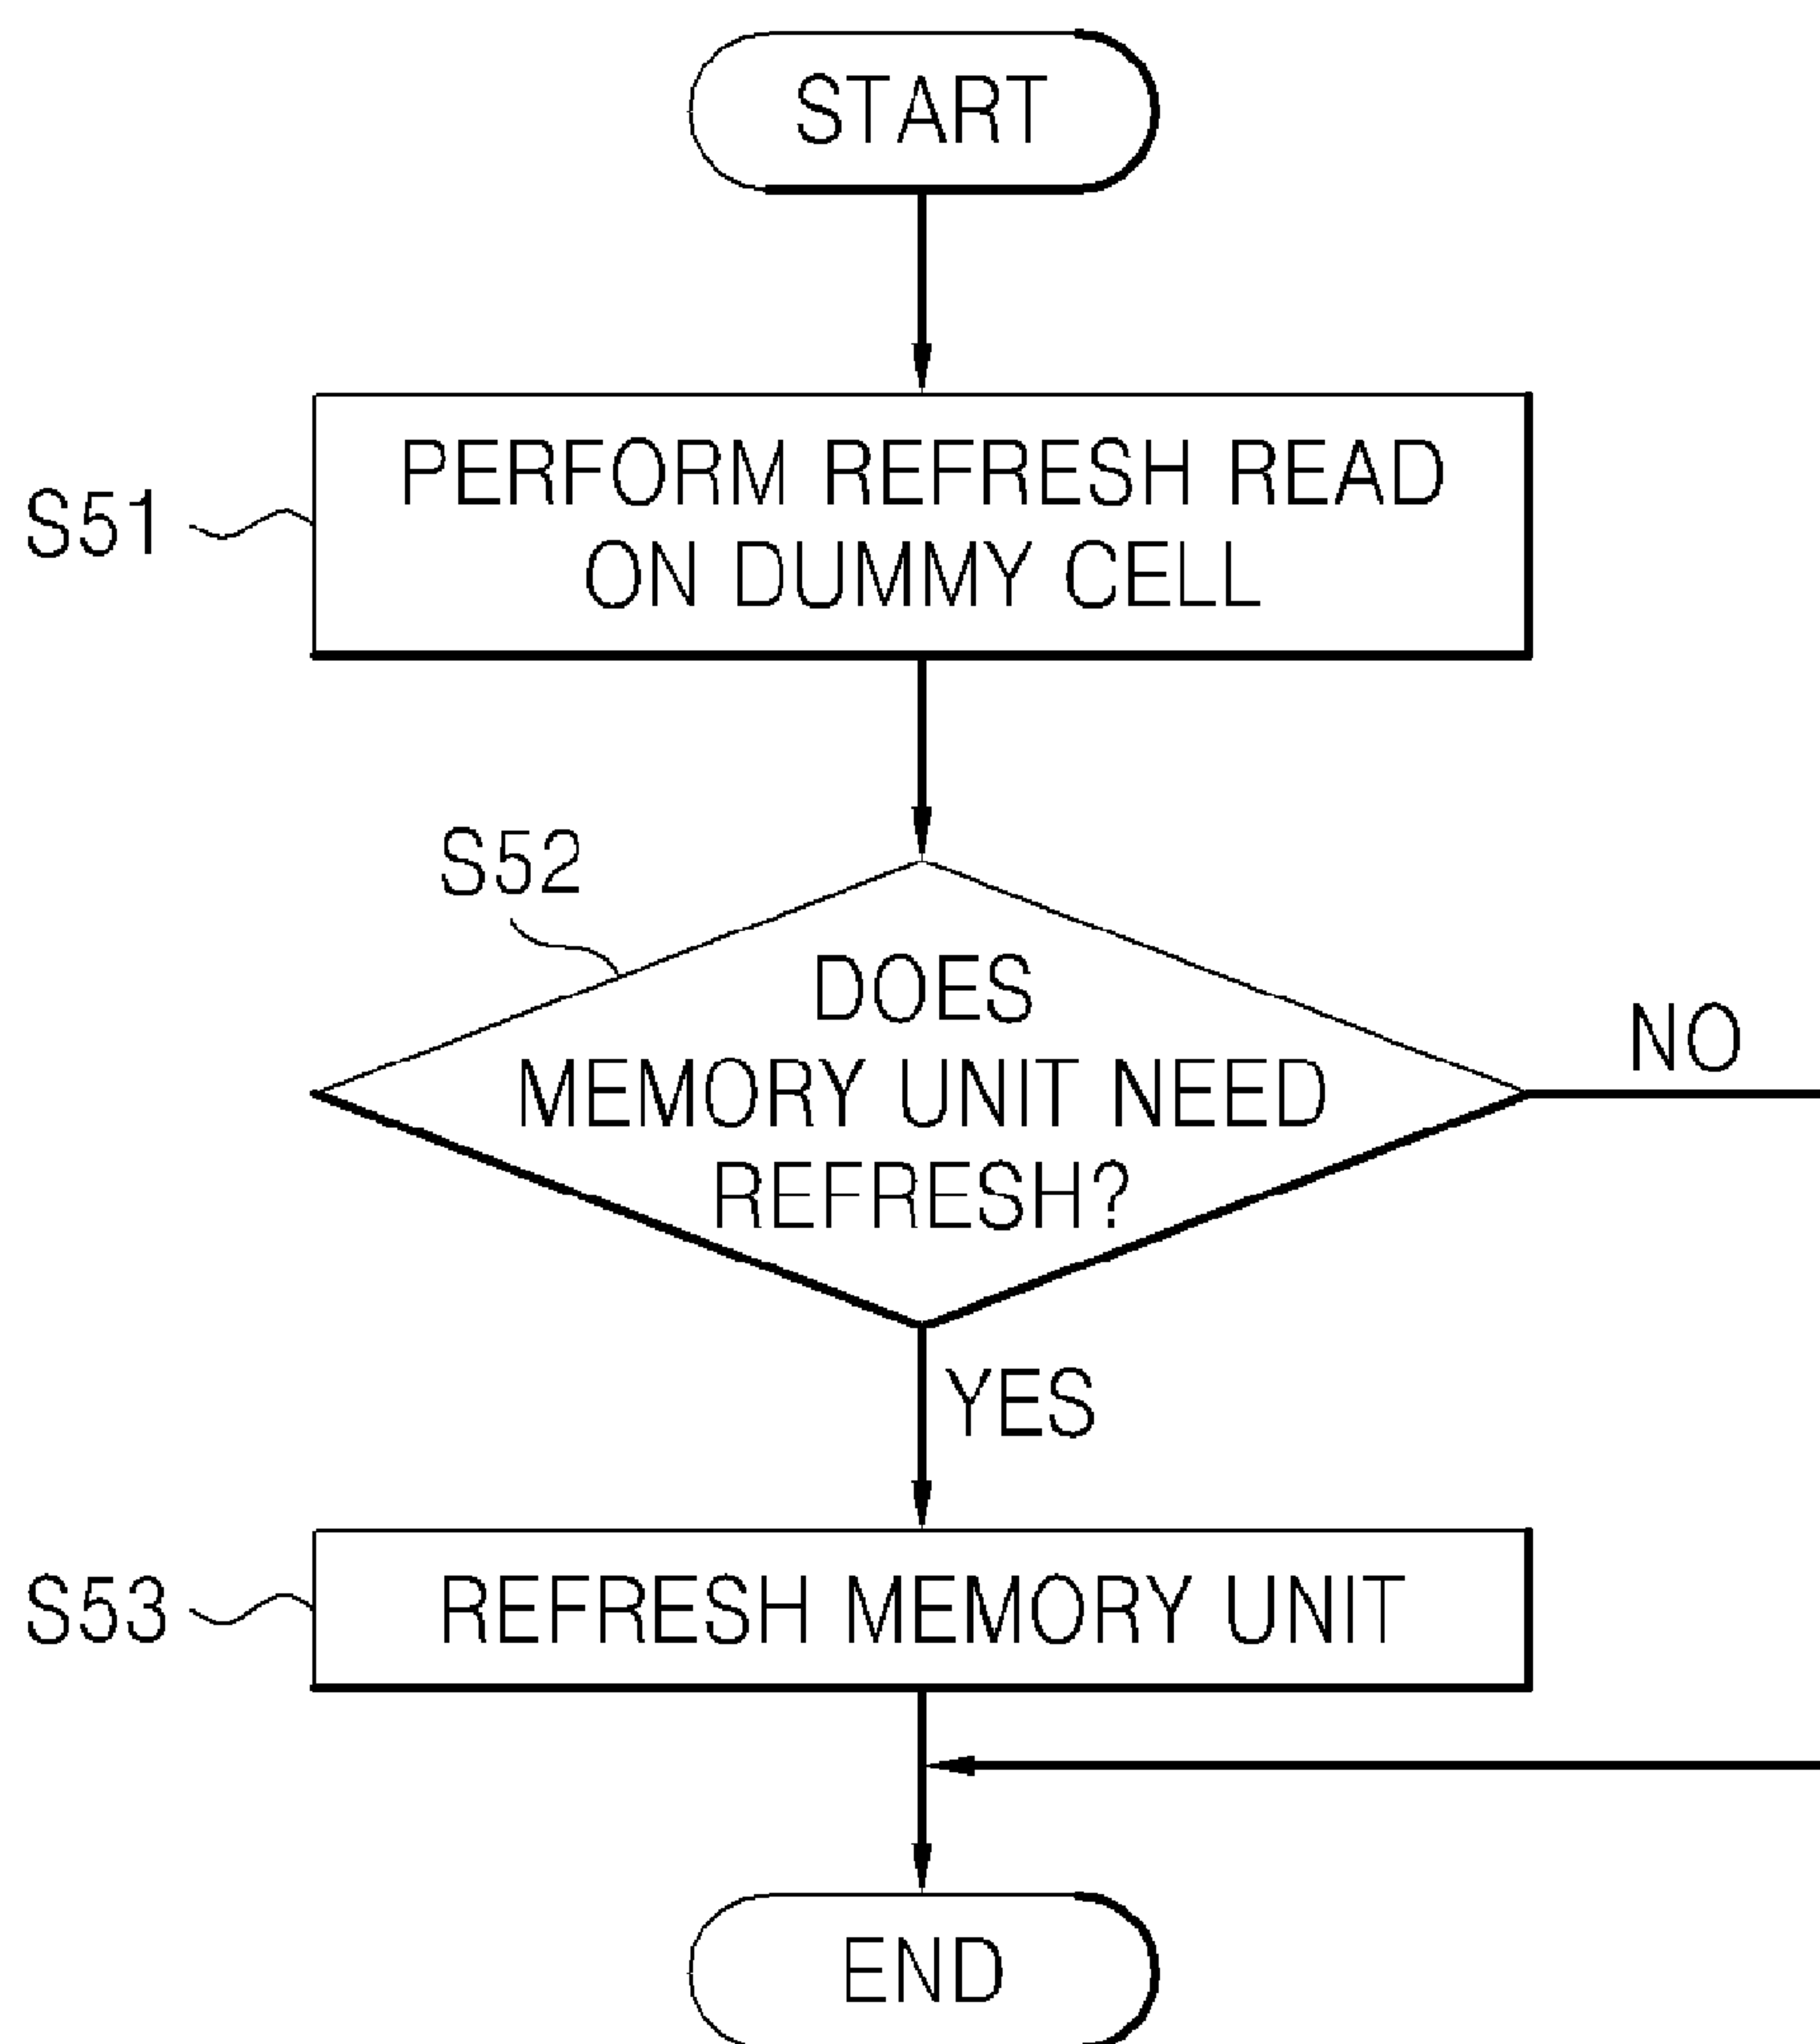 START
S51
PERFORM REFRESH READ
ON DUMMY CELL
S52
DOES
MEMORY UNIT NEED
REFRESH?
NO
YES
S53
REFRESH MEMORY UNIT
END